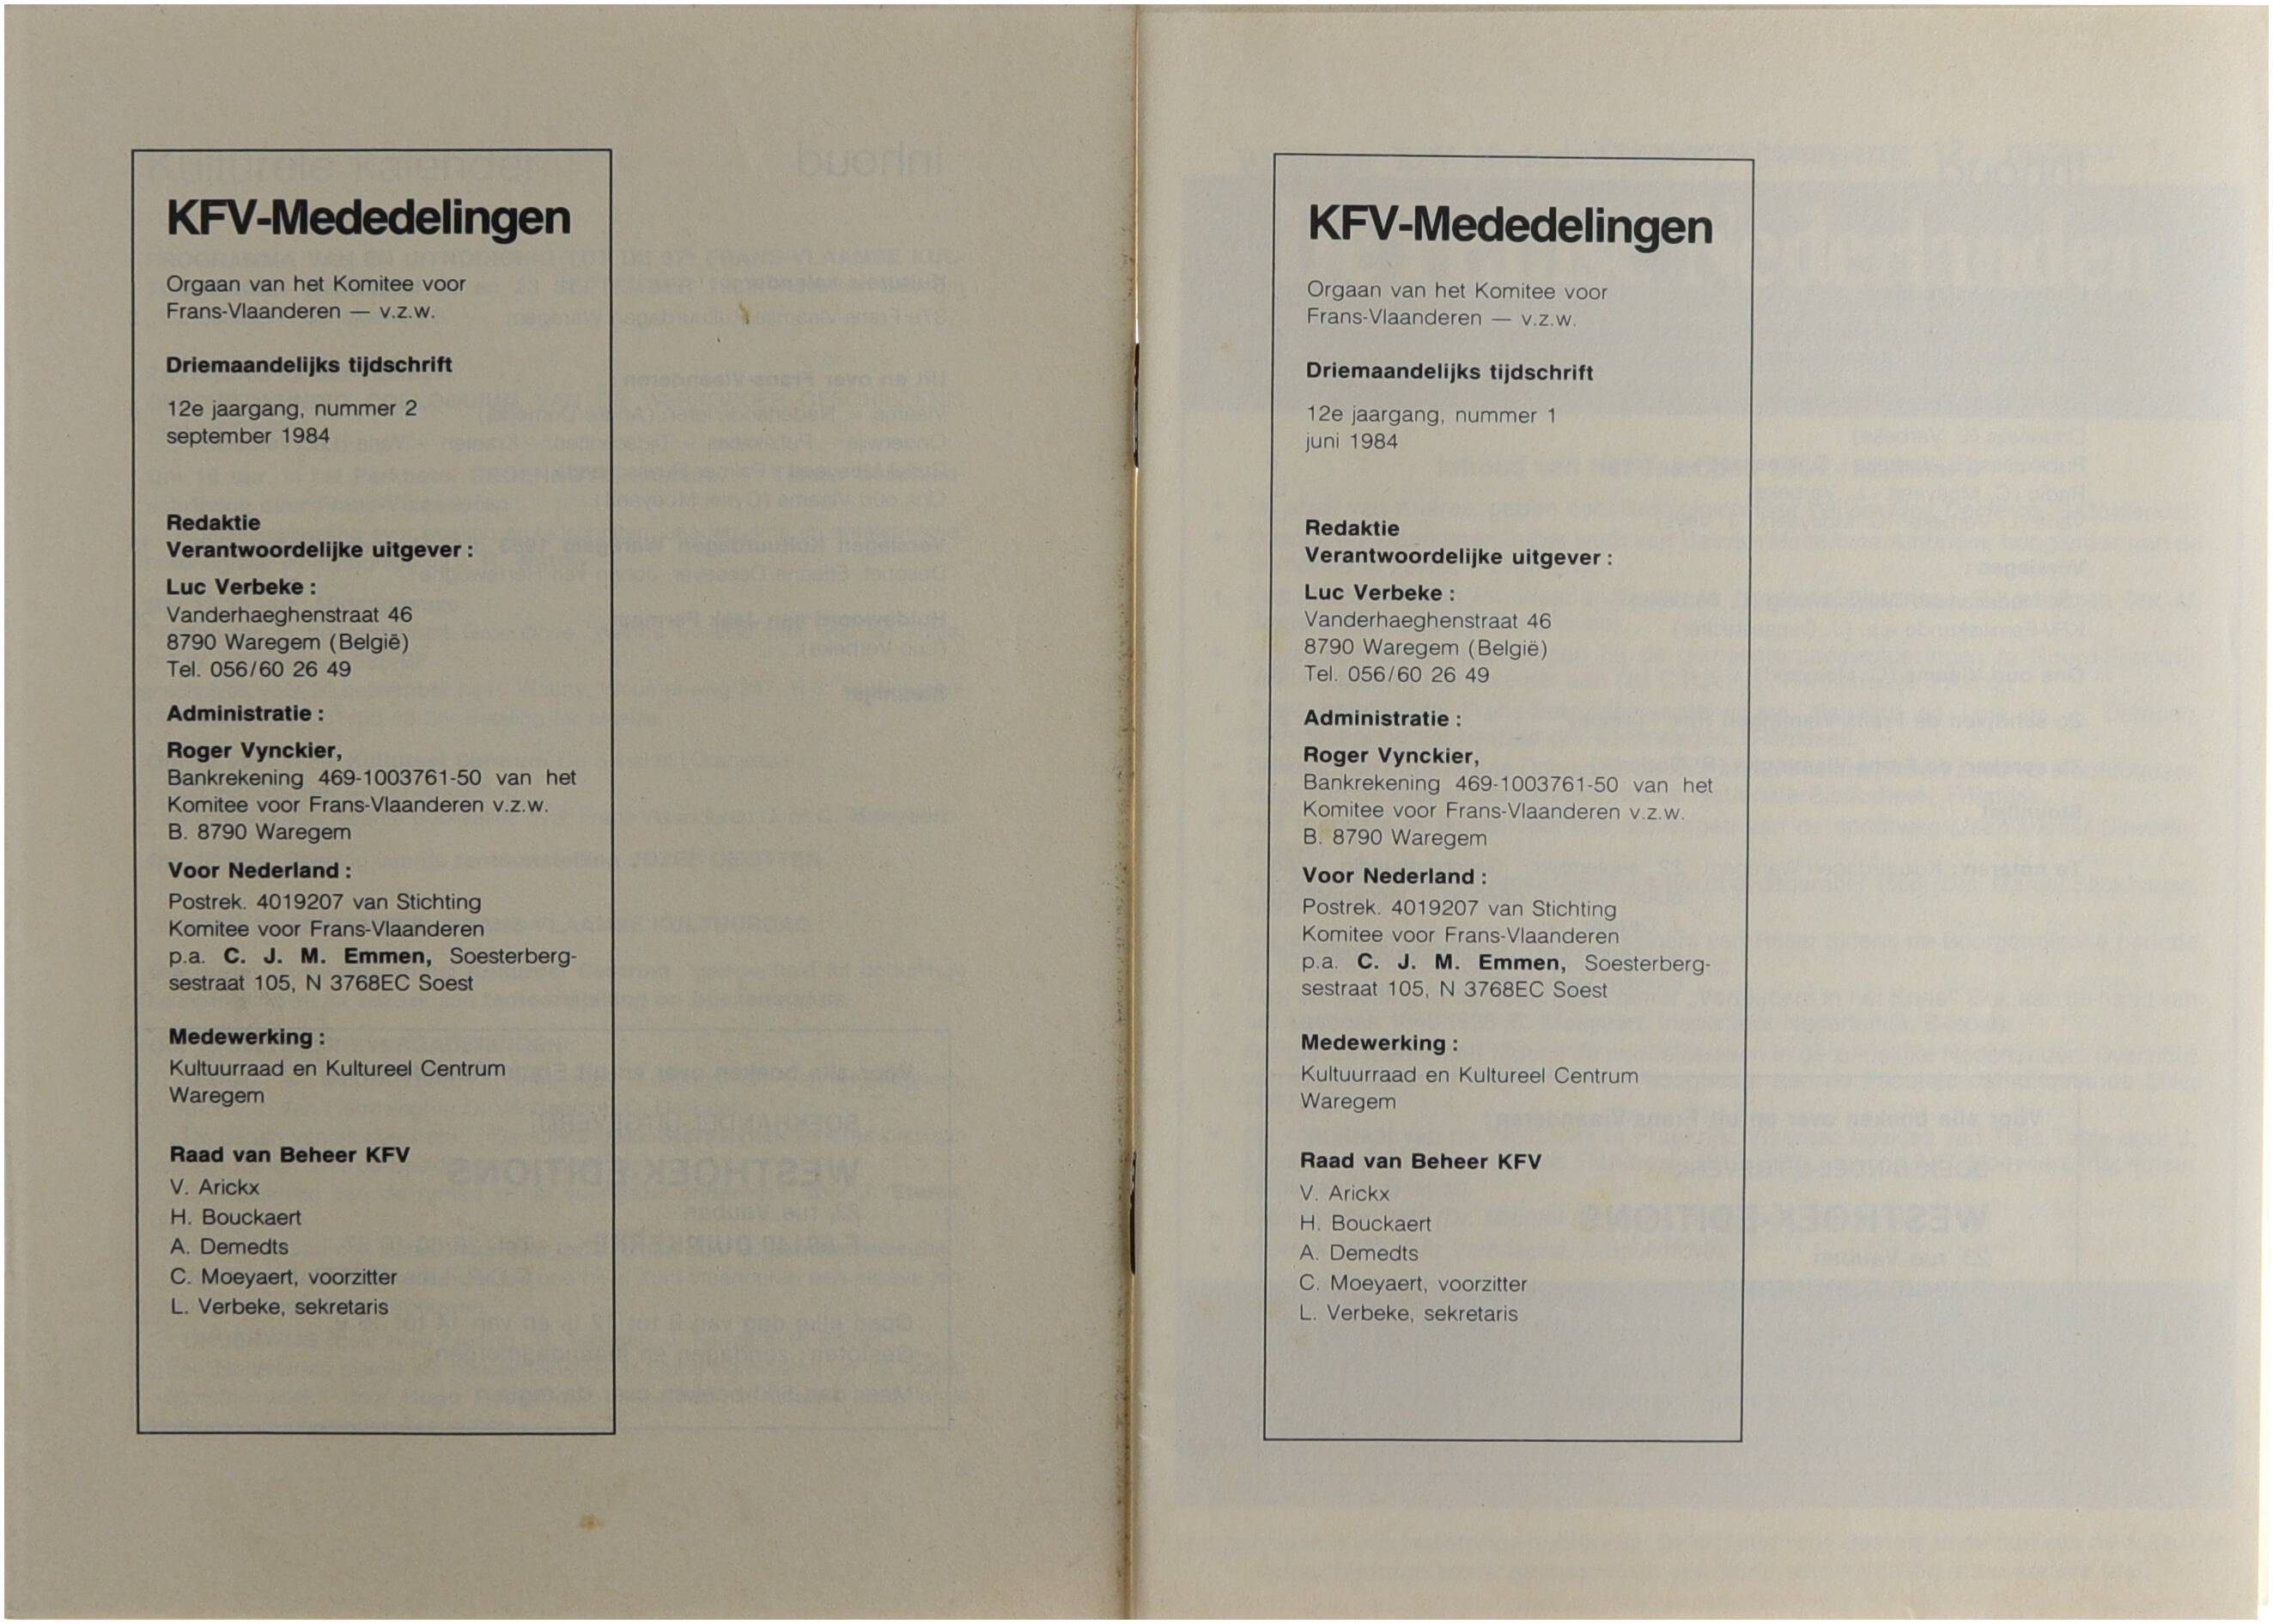 KFV-Mededelingen
Orgaan van het Komitee voor
Frans-Vlaanderen — v.z.w.
Driemaandelijks tijdschrift
12e jaargang, nummer 2
september 1984
Redaktie
Verantwoordelijke uitgever :
Luc Verbeke :
Vanderhaeghenstraat 46
8790 Waregem (België)
Tel. 056/60 26 49
Administratie :
Roger Vynckier,
Bankrekening 469-1003761-50 van het
Komitee voor Frans-Vlaanderen v.z.w.
B. 8790 Waregem
Voor Nederland :
Postrek. 4019207 van Stichting
Komitee voor Frans-Vlaanderen
p.a. C. J. M. Emmen, Soesterberg-
sestraat 105, N 3768EC Soest
Medewerking :
Kultuurraad en Kultureel Centrum
Waregem
Raad van Beheer KFV
V. Arickx
H. Bouckaert
A. Demedts
C. Moeyaert, voorzitter
L. Verbeke, sekretaris
KFV-Mededelingen
Orgaan van het Komitee voor
Frans-Vlaanderen — v.z.w.
Driemaandelijks tijdschrift
12e jaargang, nummer 1
juni 1984
Redaktie
Verantwoordelijke uitgever :
Luc Verbeke :
Vanderhaeghenstraat 46
8790 Waregem (België)
Tel. 056/60 26 49
Administratie :
Roger Vynckier,
Bankrekening 469-1003761-50 van het
Komitee voor Frans-Vlaanderen v.z.w.
B. 8790 Waregem
Voor Nederland :
Postrek. 4019207 van Stichting
Komitee voor Frans-Vlaanderen
p.a. C. J. M. Emmen, Soesterberg-
sestraat 105, N 3768EC Soest
Medewerking :
Kultuurraad en Kultureel Centrum
Waregem
Raad van Beheer KFV
V. Arickx
H. Bouckaert
A. Demedts
C. Moeyaert, voorzitter
L. Verbeke, sekretaris